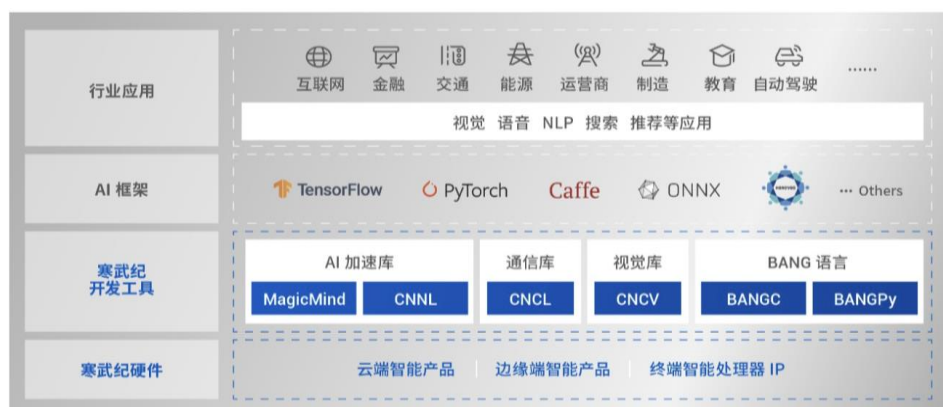 行业应用
互联网 金融 交通 能源 运营商 制造 教育 自动驾驶 ……
视觉 语音 NLP 搜索 推荐等应用
AI 框架
TensorFlow PyTorch Caffe ONNX ··· Others
寒武纪
开发工具
AI 加速库 通信库 视觉库 BANG 语言
MagicMind CNNL CNCL CNCV BANGC BANGPy
寒武纪硬件
云端智能产品 边缘端智能产品 终端智能处理器 IP